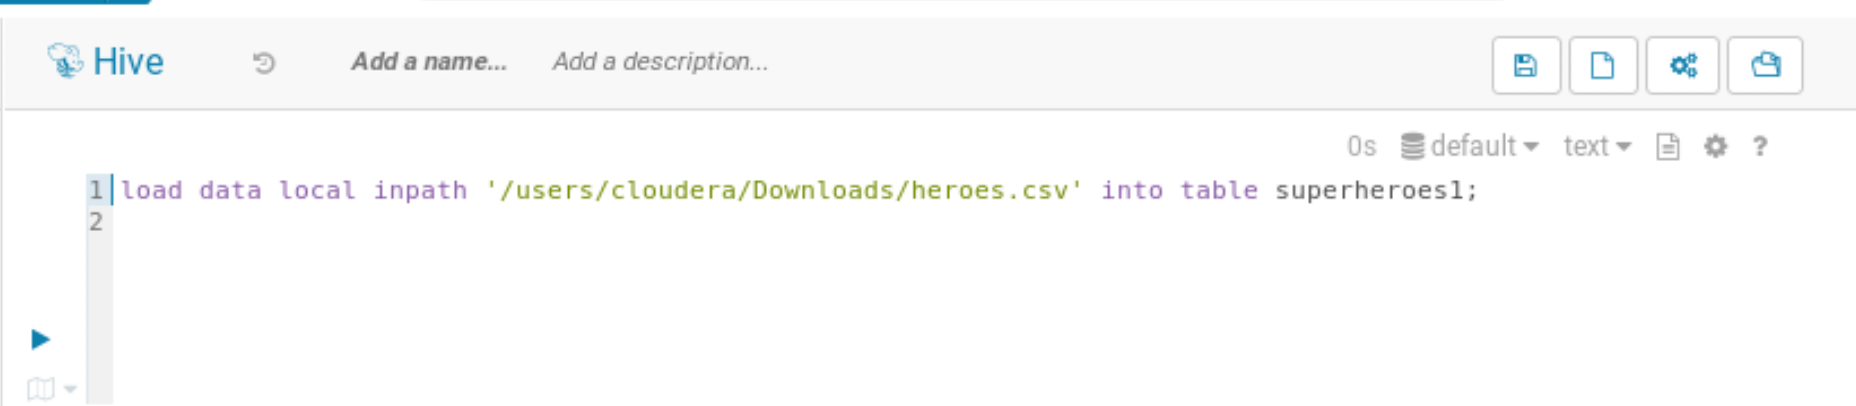 Hive Add a name... Add a description...
0s default text ?
1 load data local inpath '/users/cloudera/Downloads/heroes.csv' into table superheroes1;
2